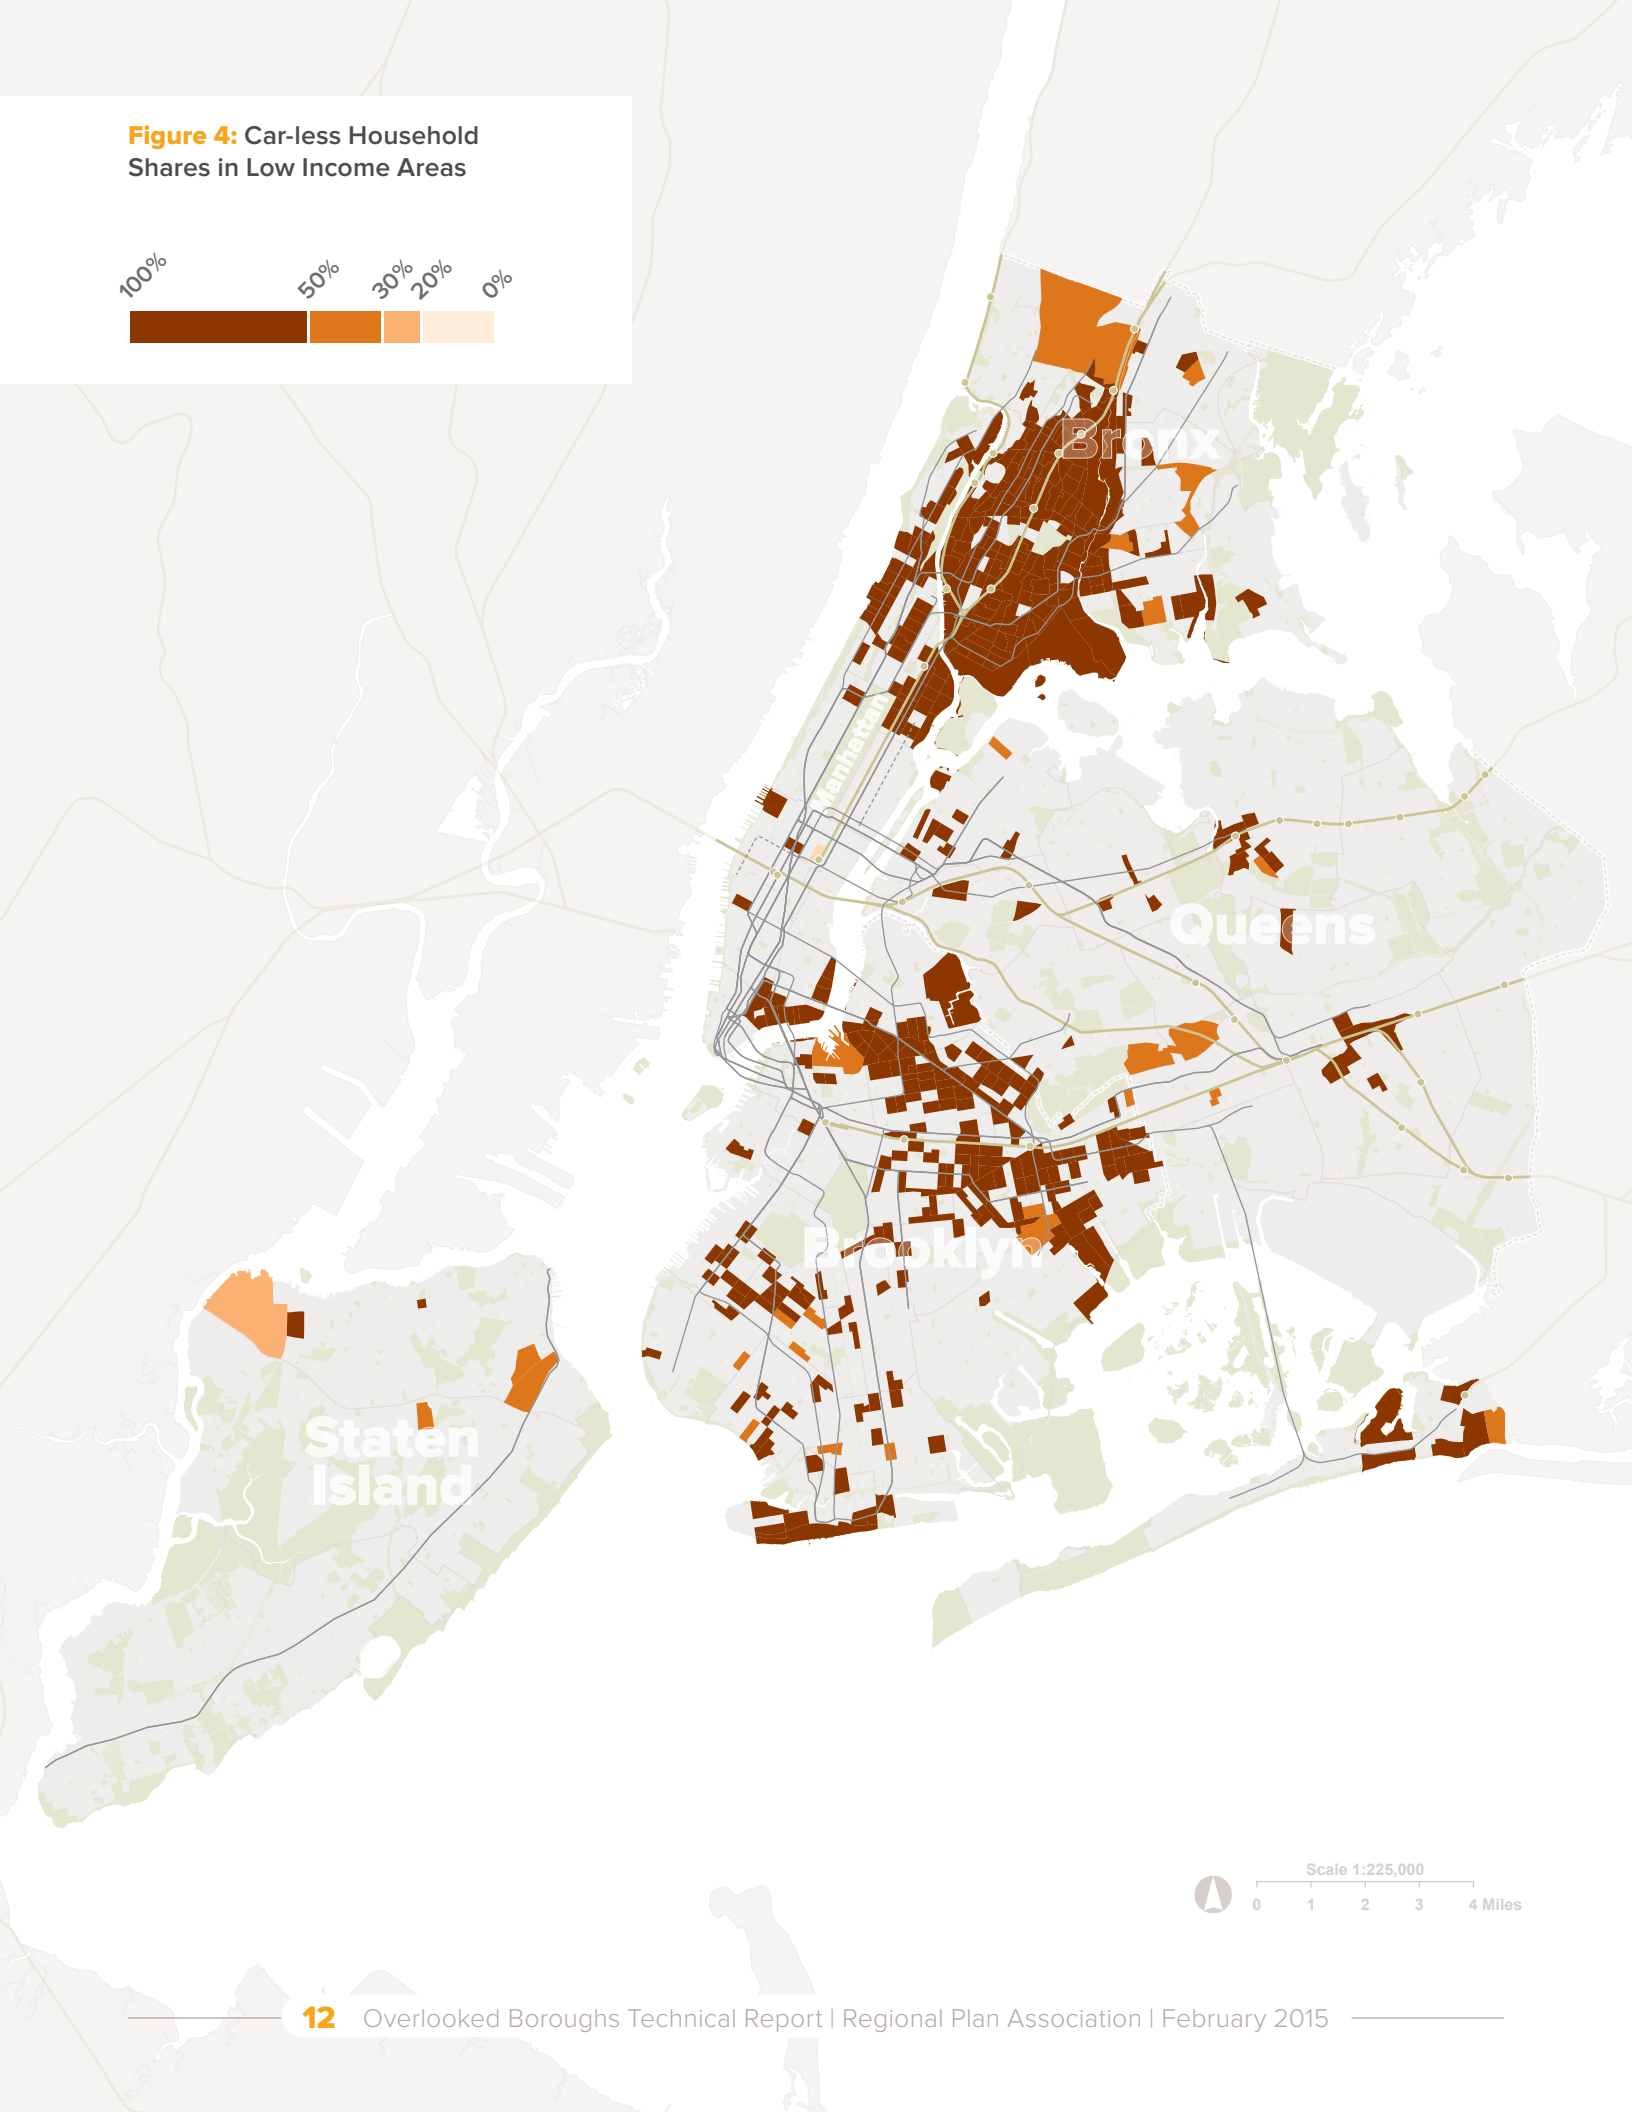 Figure 4: Car-less Household
Shares in Low Income Areas
100%
50%
30%
20%
0%
Bronx
Manhattan
Queens
Brooklyn
Staten
Island
Scale 1:225,000
0 1 2 3 4 Miles
12 Overlooked Boroughs Technical Report | Regional Plan Association | February 2015